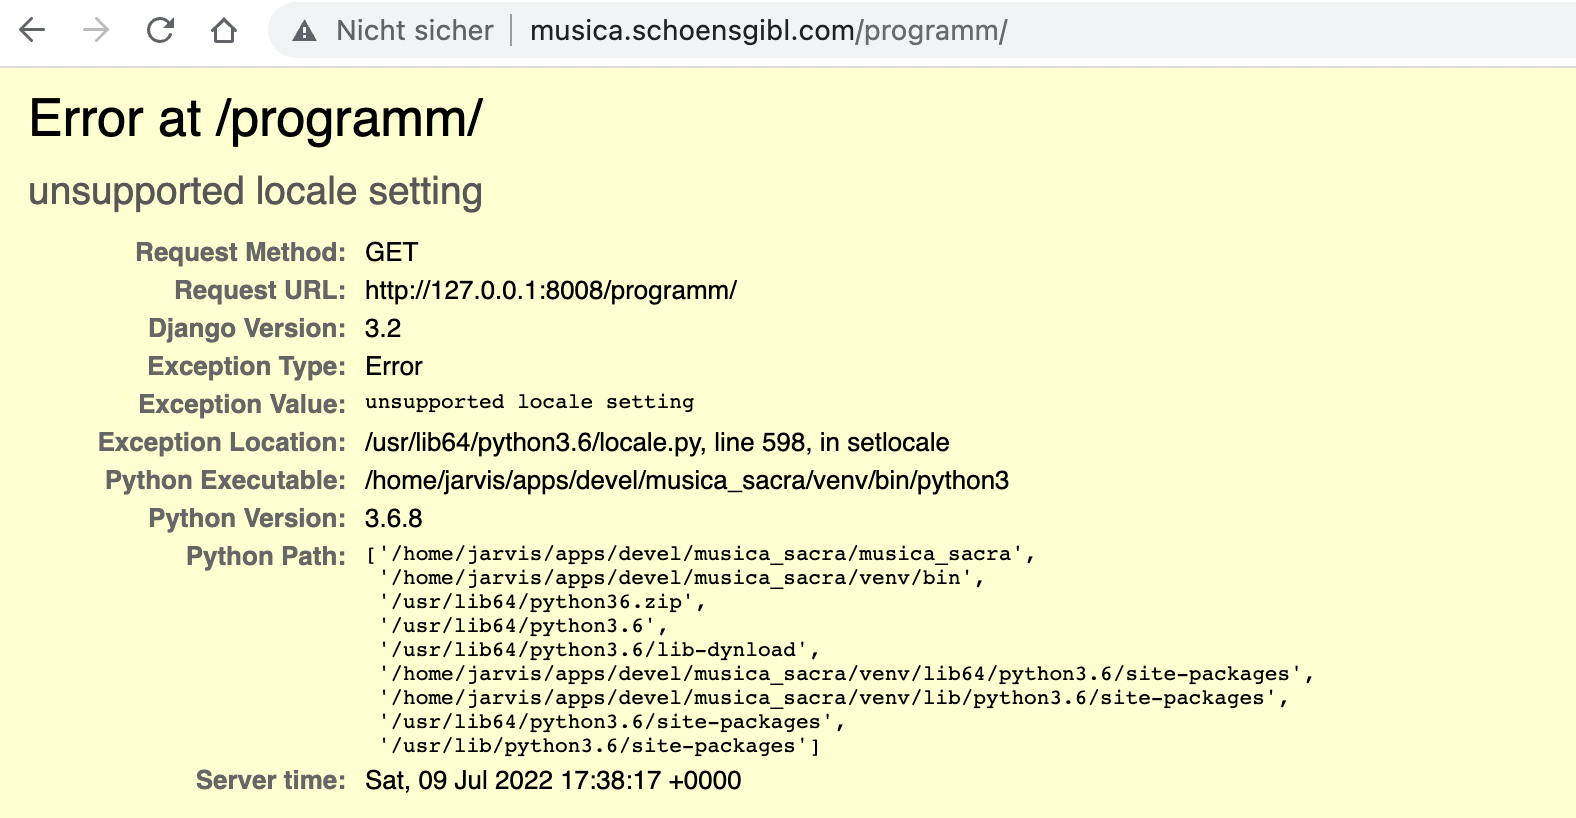 Nicht sicher | musica.schoensgibl.com/programm/
Error at /programm/
unsupported locale setting
Request Method: GET
Request URL: http://127.0.0.1:8008/programm/
Django Version: 3.2
Exception Type: Error
Exception Value: unsupported locale setting
Exception Location: /usr/lib64/python3.6/locale.py, line 598, in setlocale
Python Executable: /home/jarvis/apps/devel/musica_sacra/venv/bin/python3
Python Version: 3.6.8
Python Path: ['/home/jarvis/apps/devel/musica_sacra/musica_sacra',
'/home/jarvis/apps/devel/musica_sacra/venv/bin',
'/usr/lib64/python36.zip',
'/usr/lib64/python3.6',
'/usr/lib64/python3.6/lib-dynload',
'/home/jarvis/apps/devel/musica_sacra/venv/lib64/python3.6/site-packages',
'/home/jarvis/apps/devel/musica_sacra/venv/lib/python3.6/site-packages',
'/usr/lib64/python3.6/site-packages',
'/usr/lib/python3.6/site-packages']
Server time: Sat, 09 Jul 2022 17:38:17 +0000